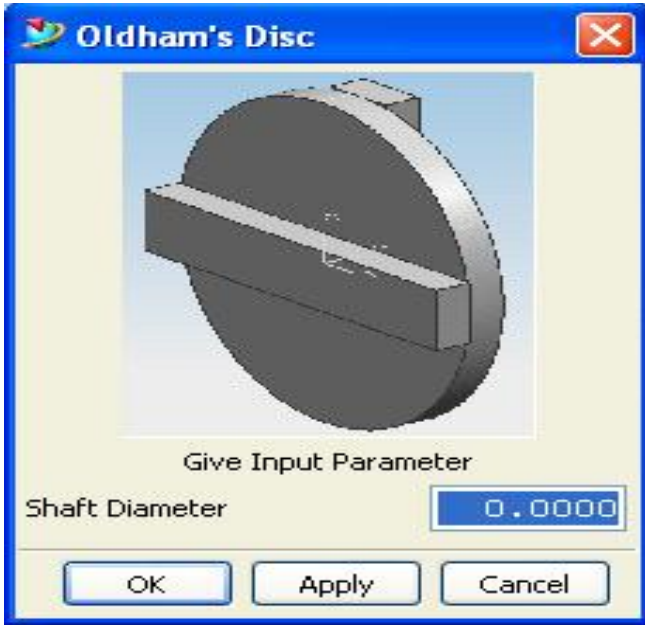 Oldham's Disc
Give Input Parameter
Shaft Diameter 0.0000
OK Apply Cancel